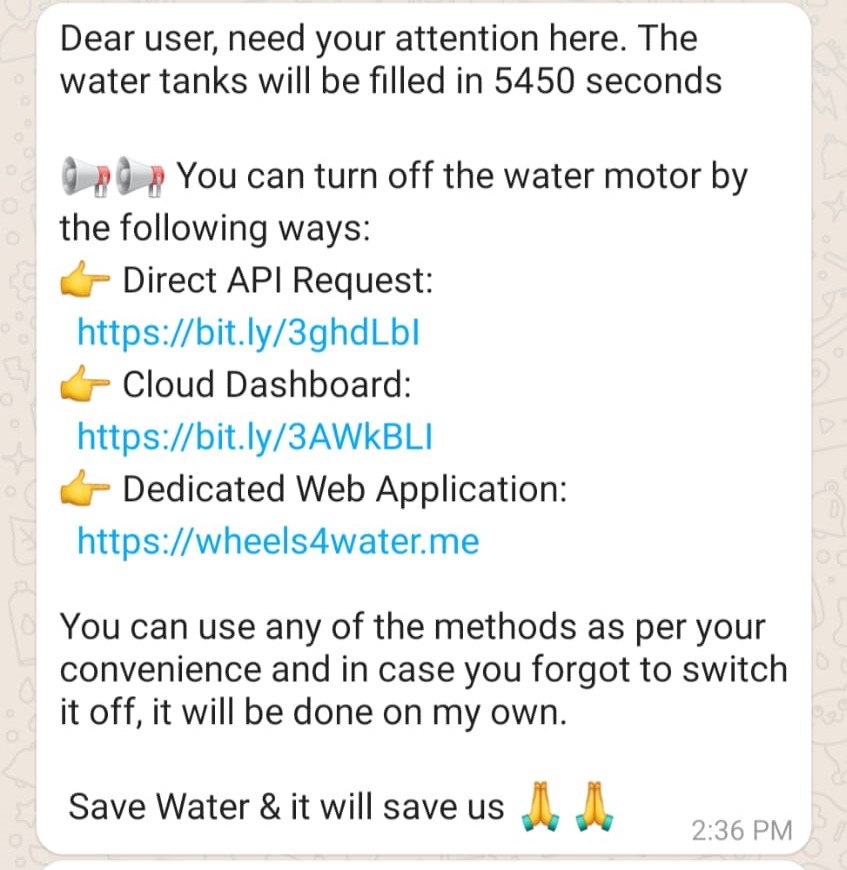 Dear user, need your attention here. The
water tanks will be filled in 5450 seconds
📢📢 You can turn off the water motor by
the following ways:
👉 Direct API Request:
https://bit.ly/3ghdLbI
👉 Cloud Dashboard:
https://bit.ly/3AWkBLI
👉 Dedicated Web Application:
https://wheels4water.me
You can use any of the methods as per your
convenience and in case you forgot to switch
it off, it will be done on my own.
Save Water & it will save us 🙏 🙏
2:36 PM